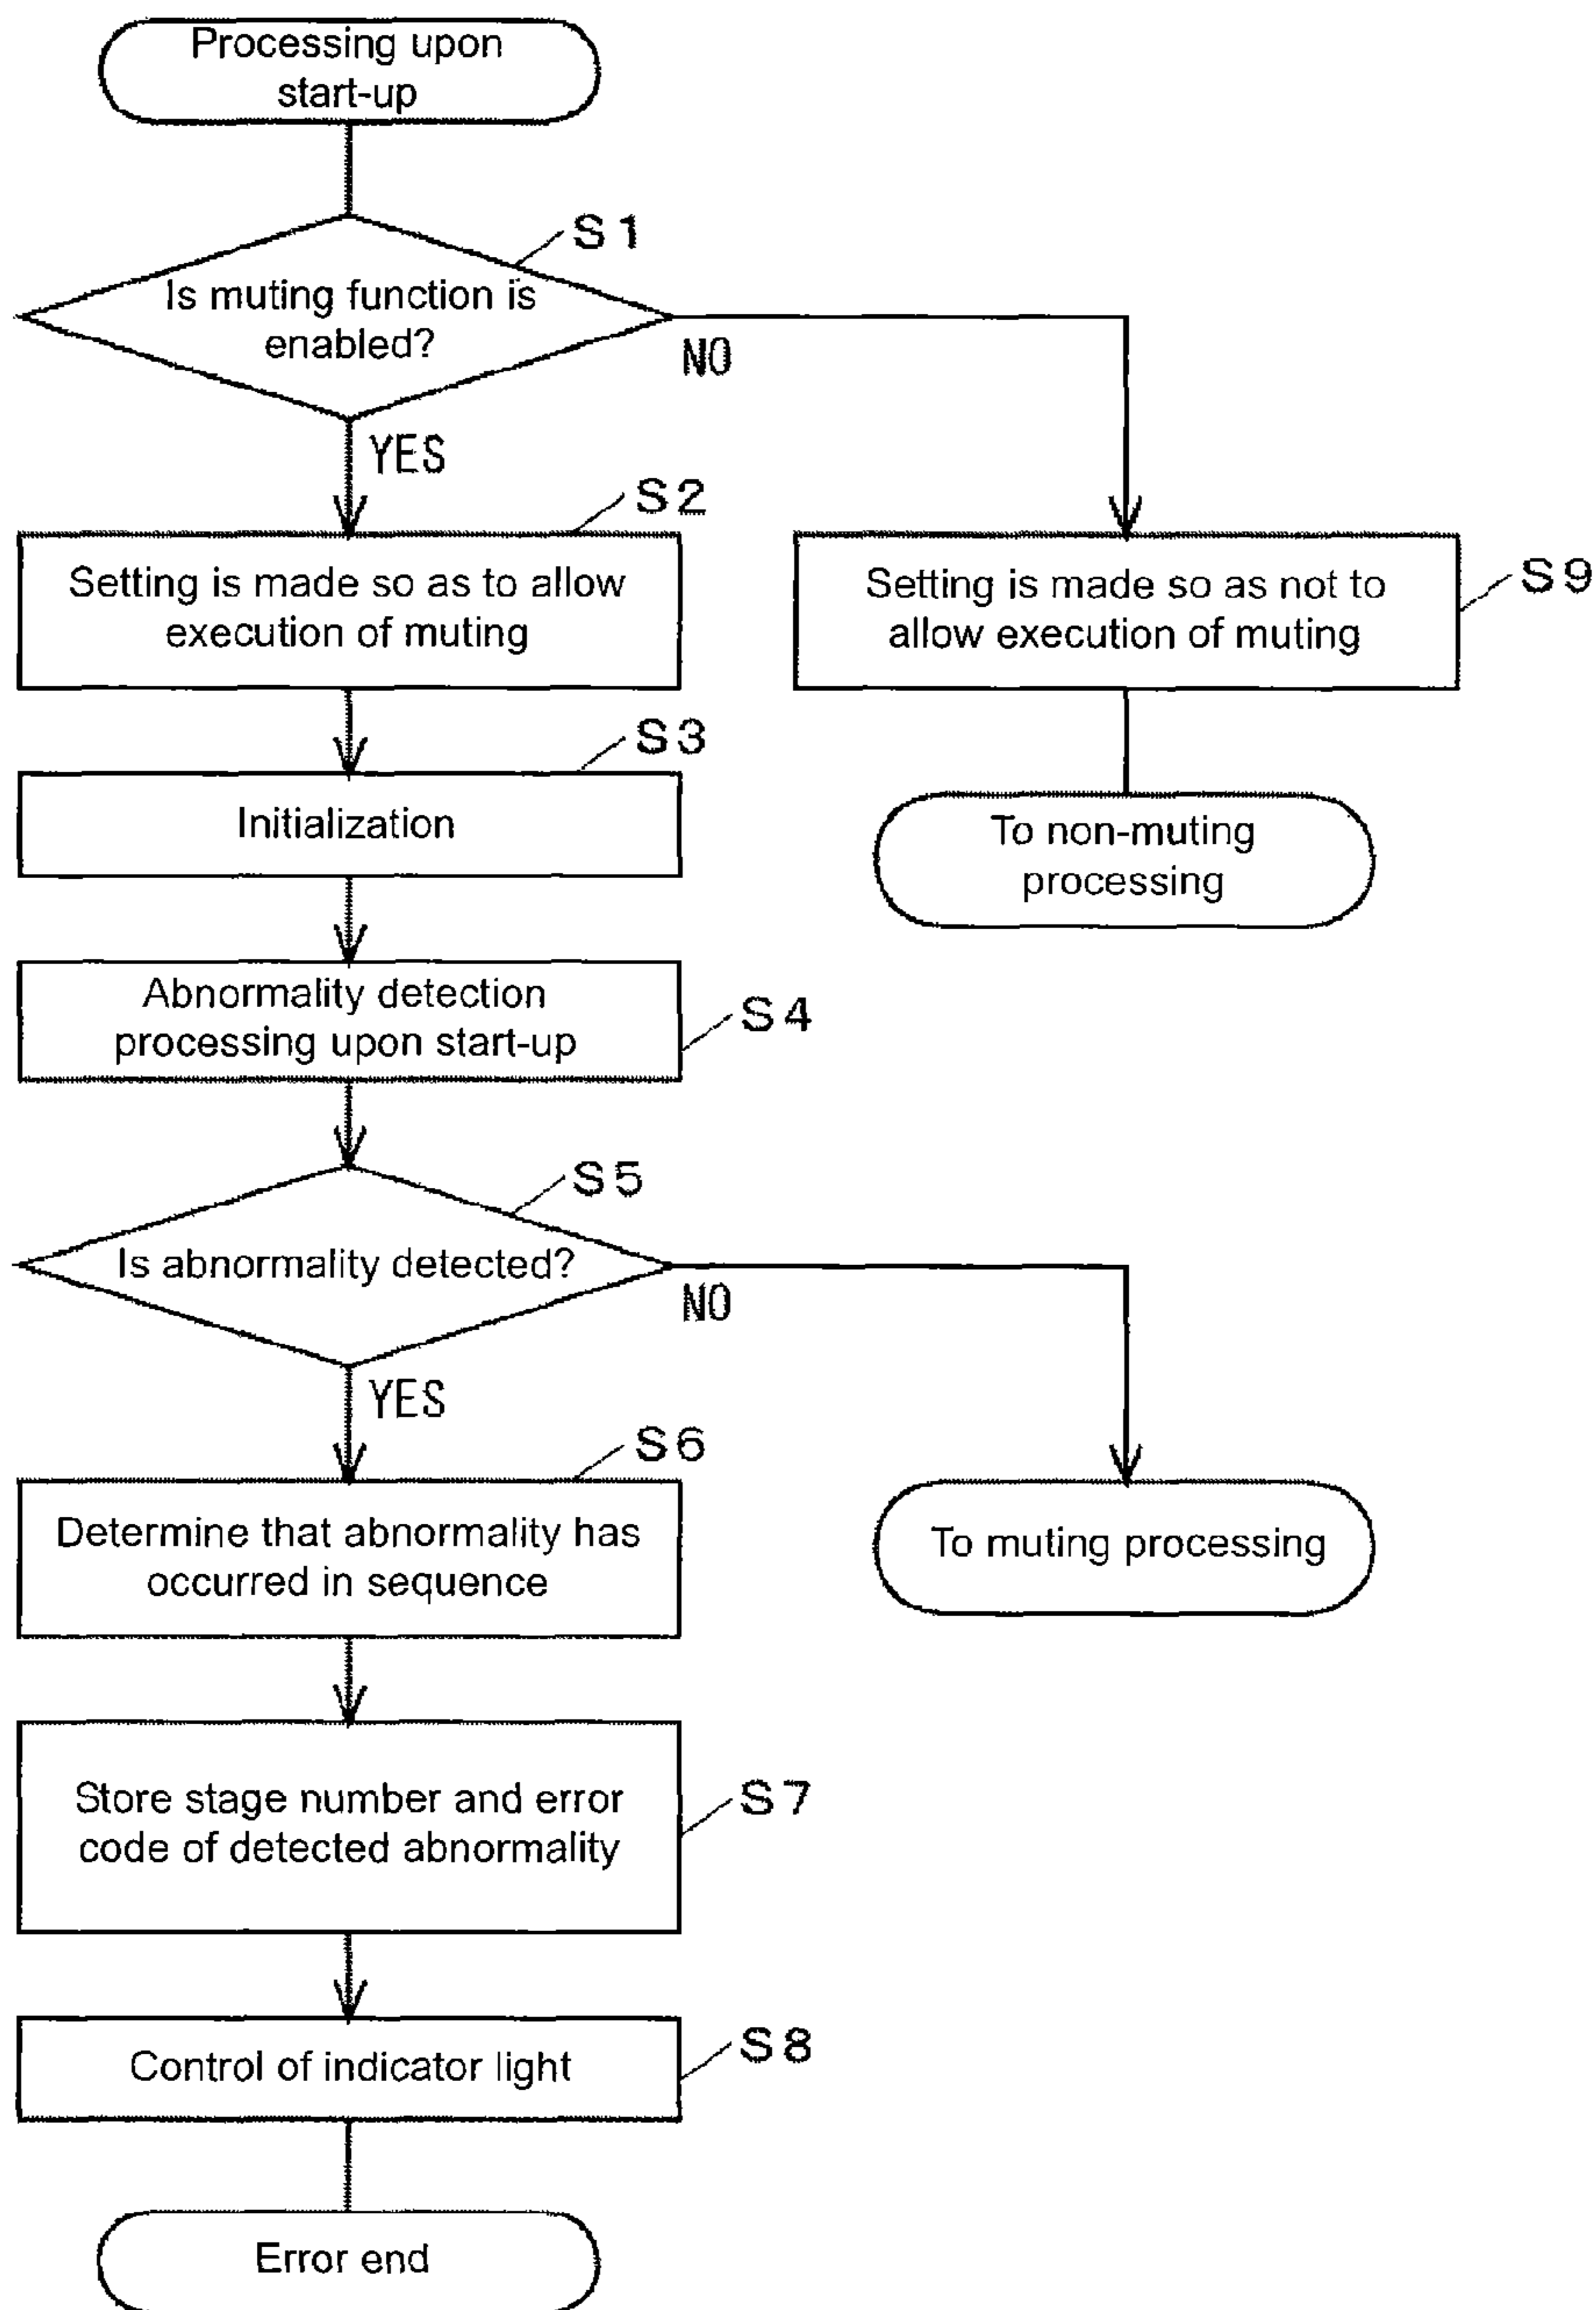 Processing upon
start-up
S1
Is muting function is
enabled?
NO
YES
S2
Setting is made so as to allow
execution of muting
Setting is made so as not to
allow execution of muting
S9
S3
Initialization
To non-muting
processing
Abnormality detection
processing upon start-up
S4
S5
Is abnormality detected?
NO
YES
S6
Determine that abnormality has
occurred in sequence
To muting processing
Store stage number and error
code of detected abnormality
S7
Control of indicator light
S8
Error end